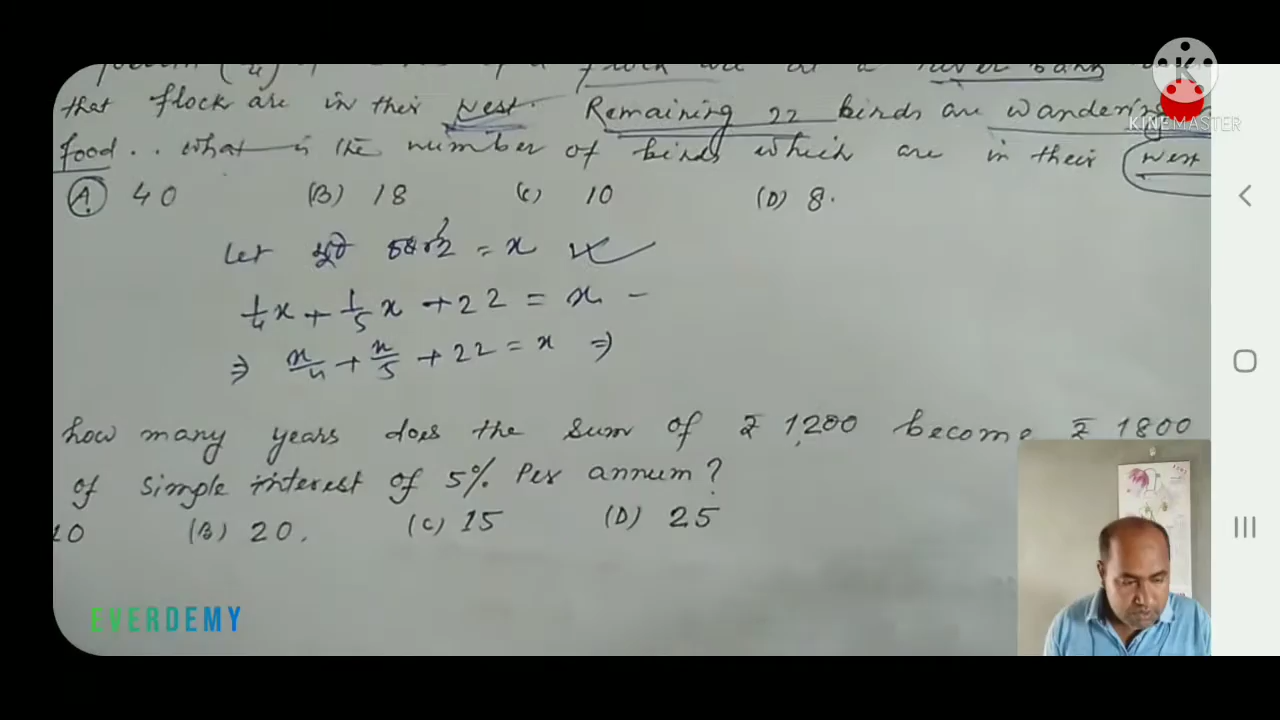 that flock are in their Nest. Remaining 22 birds are wandering
food.. what is the number of birds which are in their Nest
(A) 40 (B) 18 (C) 10 (D) 8.
KINEMASTER
Let = x
1/4 x + 1/5 x + 22 = x -
⇒ x/4 + x/5 + 22 = x ⇒
how many years does the sum of ₹ 1200 become ₹ 1800
of simple interest of 5% Per annum?
10 (B) 20. (C) 15 (D) 25
EVERDEMY